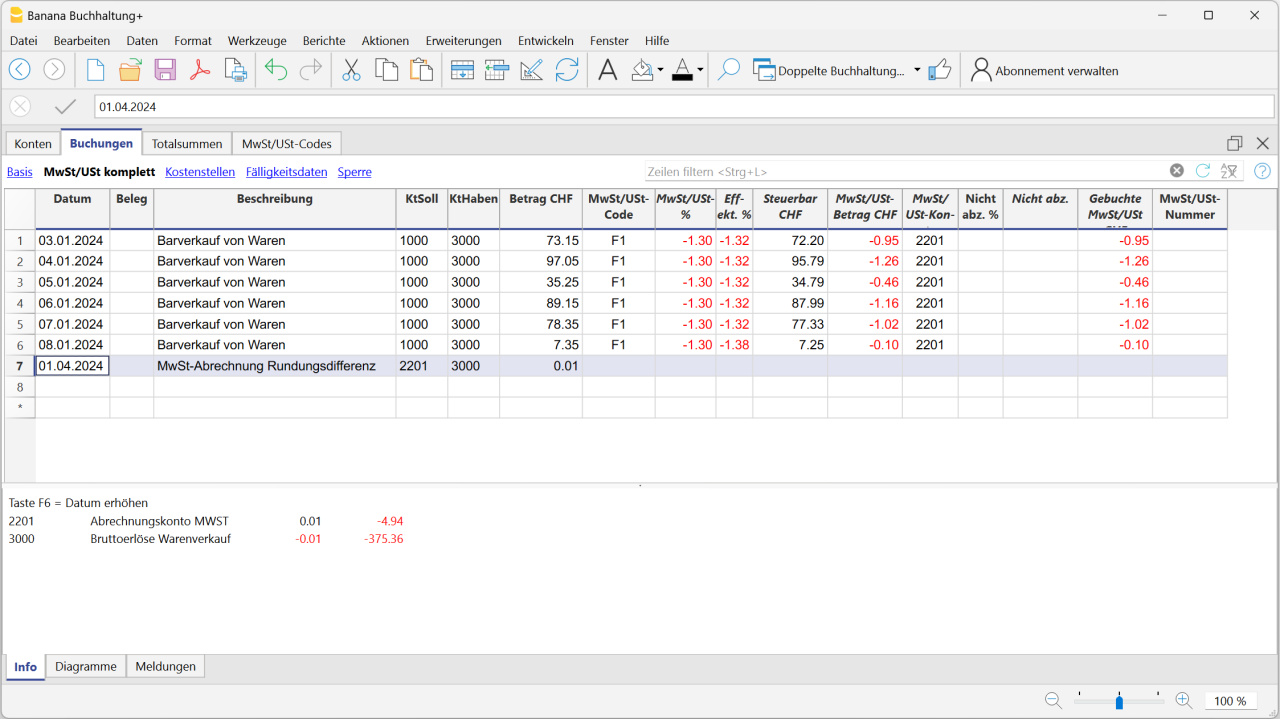 Banana Buchhaltung+
Datei Bearbeiten Daten Format Werkzeuge Berichte Aktionen Erweiterungen Entwickeln Fenster Hilfe
Doppelte Buchhaltung... Abonnement verwalten
01.04.2024
Konten Buchungen Totalsummen MwSt/USt-Codes
Basis MwSt/USt komplett Kostenstellen Fälligkeitsdaten Sperre Zeilen filtern <Strg+L>
Datum Beleg Beschreibung KtSoll KtHaben Betrag CHF MwSt/USt-Code MwSt/USt-% Eff-ekt. % Steuerbar CHF MwSt/USt-Betrag CHF MwSt/USt-Kon- Nicht abz. % Nicht abz. Gebuchte MwSt/USt MwSt/USt-Nummer
1 03.01.2024 Barverkauf von Waren 1000 3000 73.15 F1 -1.30 -1.32 72.20 -0.95 2201 -0.95
2 04.01.2024 Barverkauf von Waren 1000 3000 97.05 F1 -1.30 -1.32 95.79 -1.26 2201 -1.26
3 05.01.2024 Barverkauf von Waren 1000 3000 35.25 F1 -1.30 -1.32 34.79 -0.46 2201 -0.46
4 06.01.2024 Barverkauf von Waren 1000 3000 89.15 F1 -1.30 -1.32 87.99 -1.16 2201 -1.16
5 07.01.2024 Barverkauf von Waren 1000 3000 78.35 F1 -1.30 -1.32 77.33 -1.02 2201 -1.02
6 08.01.2024 Barverkauf von Waren 1000 3000 7.35 F1 -1.30 -1.38 7.25 -0.10 2201 -0.10
7 01.04.2024 MwSt-Abrechnung Rundungsdifferenz 2201 3000 0.01
8
*
Taste F6 = Datum erhöhen
2201 Abrechnungskonto MWST 0.01 -4.94
3000 Bruttoerlöse Warenverkauf -0.01 -375.36
Info Diagramme Meldungen
100 %